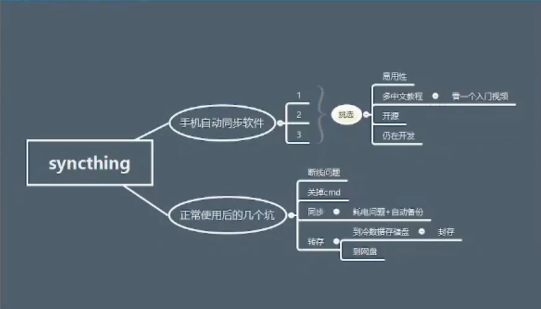 syncthing
手机自动同步软件
1
2
3
挑选
易用性
多中文教程
看一个入门视频
开源
仍在开发
正常使用后的几个坑
断线问题
关掉cmd
同步
耗电问题+自动备份
转存
到冷数据存储盘
封存
到网盘